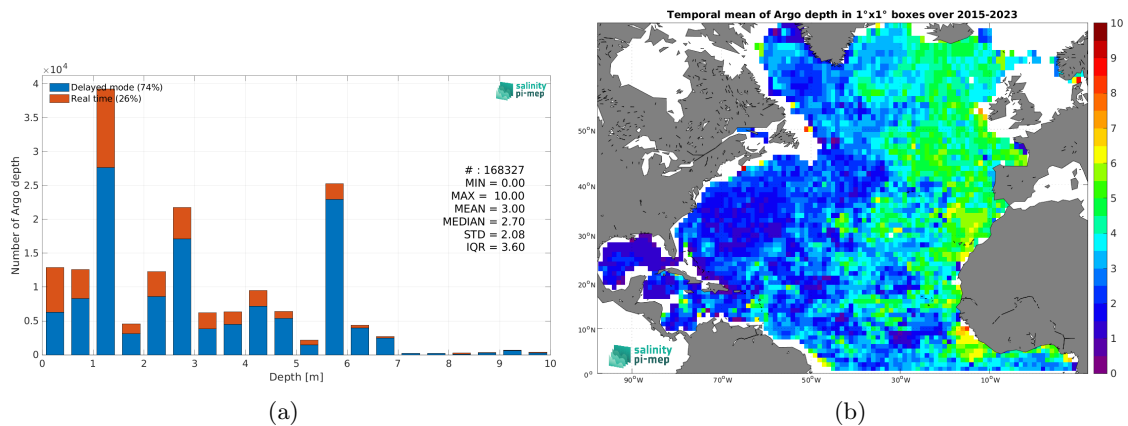 ×10⁴
4
3.5
3
2.5
2
1.5
1
0.5
0
Number of Argo depth
Delayed mode (74%)
Real time (26%)
salinity
pi-mep
# : 168327
MIN = 0.00
MAX = 10.00
MEAN = 3.00
MEDIAN = 2.70
STD = 2.08
IQR = 3.60
0 1 2 3 4 5 6 7 8 9 10
Depth [m]
(a)
Temporal mean of Argo depth in 1°x1° boxes over 2015-2023
50°N
40°N
30°N
20°N
10°N
0°
90°W 70°W 50°W 30°W 10°W
salinity
pi-mep
10
9
8
7
6
5
4
3
2
1
0
(b)